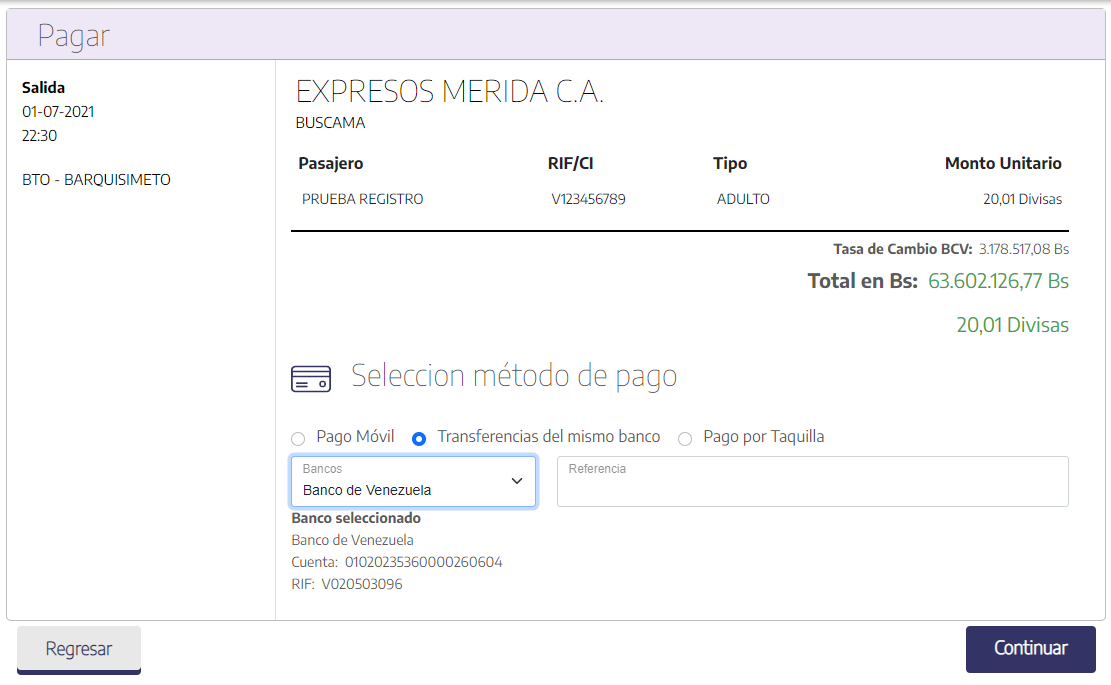 Pagar
Salida
01-07-2021
22:30
BTO - BARQUISIMETO
EXPRESOS MERIDA C.A.
BUSCAMA
Pasajero RIF/CI Tipo Monto Unitario
PRUEBA REGISTRO V123456789 ADULTO 20,01 Divisas
Tasa de Cambio BCV: 3.178.517,08 Bs
Total en Bs: 63.602.126,77 Bs
20,01 Divisas
Seleccion método de pago
Pago Móvil Transferencias del mismo banco Pago por Taquilla
Bancos
Banco de Venezuela
Referencia
Banco seleccionado
Banco de Venezuela
Cuenta: 01020235360000260604
RIF: V020503096
Regresar
Continuar